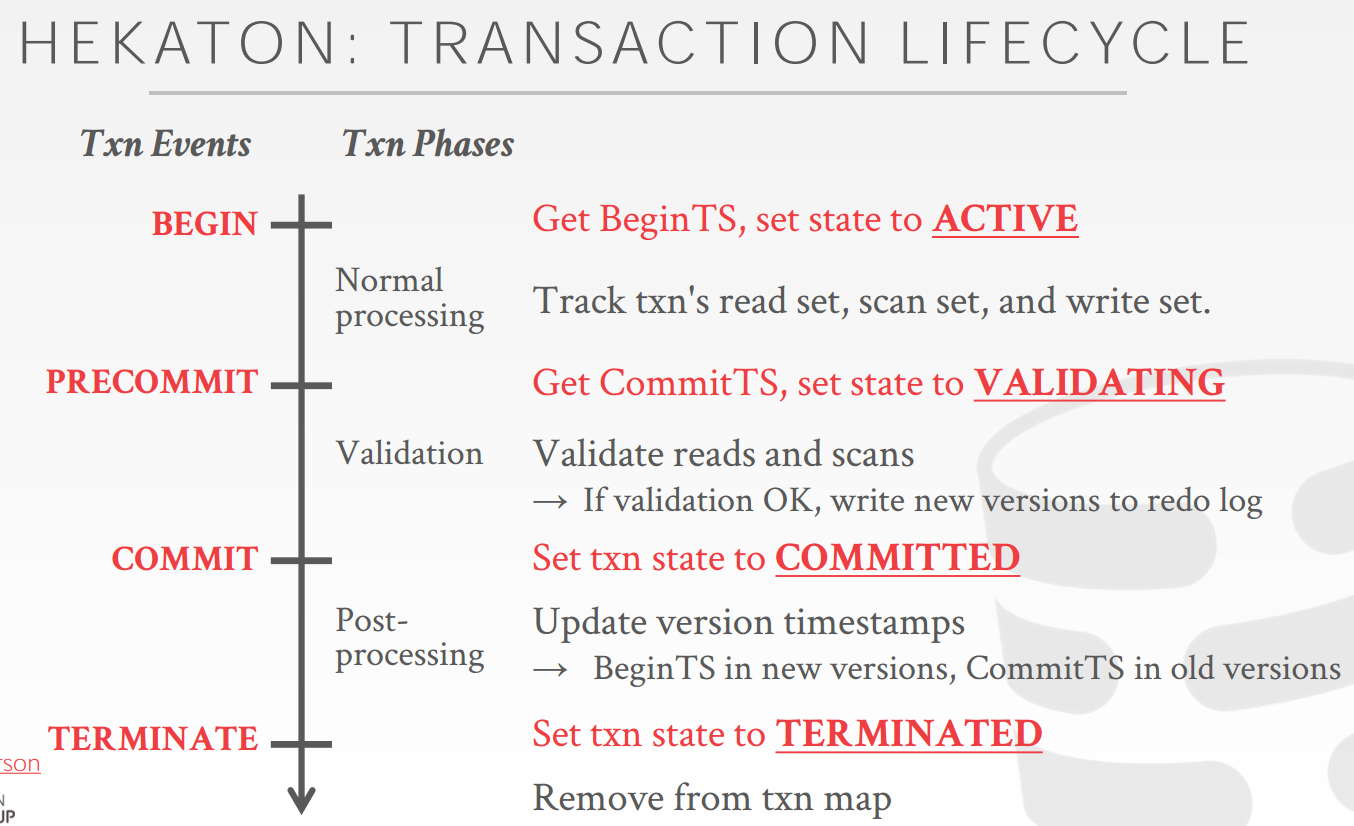 HEKATON: TRANSACTION LIFECYCLE
Txn Events Txn Phases
BEGIN Get BeginTS, set state to ACTIVE
Normal
processing Track txn's read set, scan set, and write set.
PRECOMMIT Get CommitTS, set state to VALIDATING
Validation Validate reads and scans
→ If validation OK, write new versions to redo log
COMMIT Set txn state to COMMITTED
Post-
processing Update version timestamps
→ BeginTS in new versions, CommitTS in old versions
TERMINATE Set txn state to TERMINATED
rson
Remove from txn map
N
UP